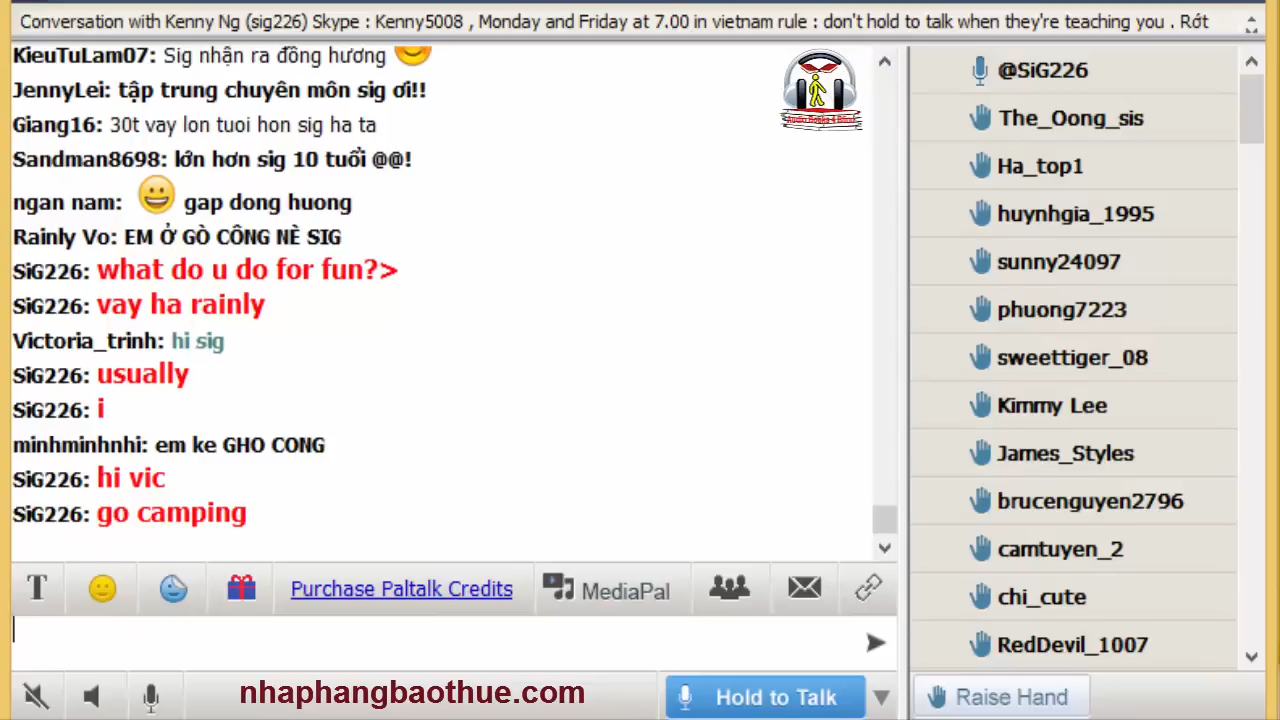 Conversation with Kenny Ng (sig226) Skype : Kenny5008 , Monday and Friday at 7.00 in vietnam rule : don't hold to talk when they're teaching you . Rớt
KieuTuLam07: Sig nhận ra đồng hương
JennyLei: tập trung chuyên môn sig ơi!!
Giang16: 30t vay lon tuoi hon sig ha ta
Sandman8698: lớn hơn sig 10 tuổi @@!
ngan nam: gap dong huong
Rainly Vo: EM Ở GÒ CÔNG NÈ SIG
SiG226: what do u do for fun?>
SiG226: vay ha rainly
Victoria_trinh: hi sig
SiG226: usually
SiG226: i
minhminhnhi: em ke GHO CONG
SiG226: hi vic
SiG226: go camping
T
Purchase Paltalk Credits
MediaPal
nhaphangbaothue.com
Hold to Talk
@SiG226
The_Oong_sis
Ha_top1
huynhgia_1995
sunny24097
phuong7223
sweettiger_08
Kimmy Lee
James_Styles
brucenguyen2796
camtuyen_2
chi_cute
RedDevil_1007
Raise Hand